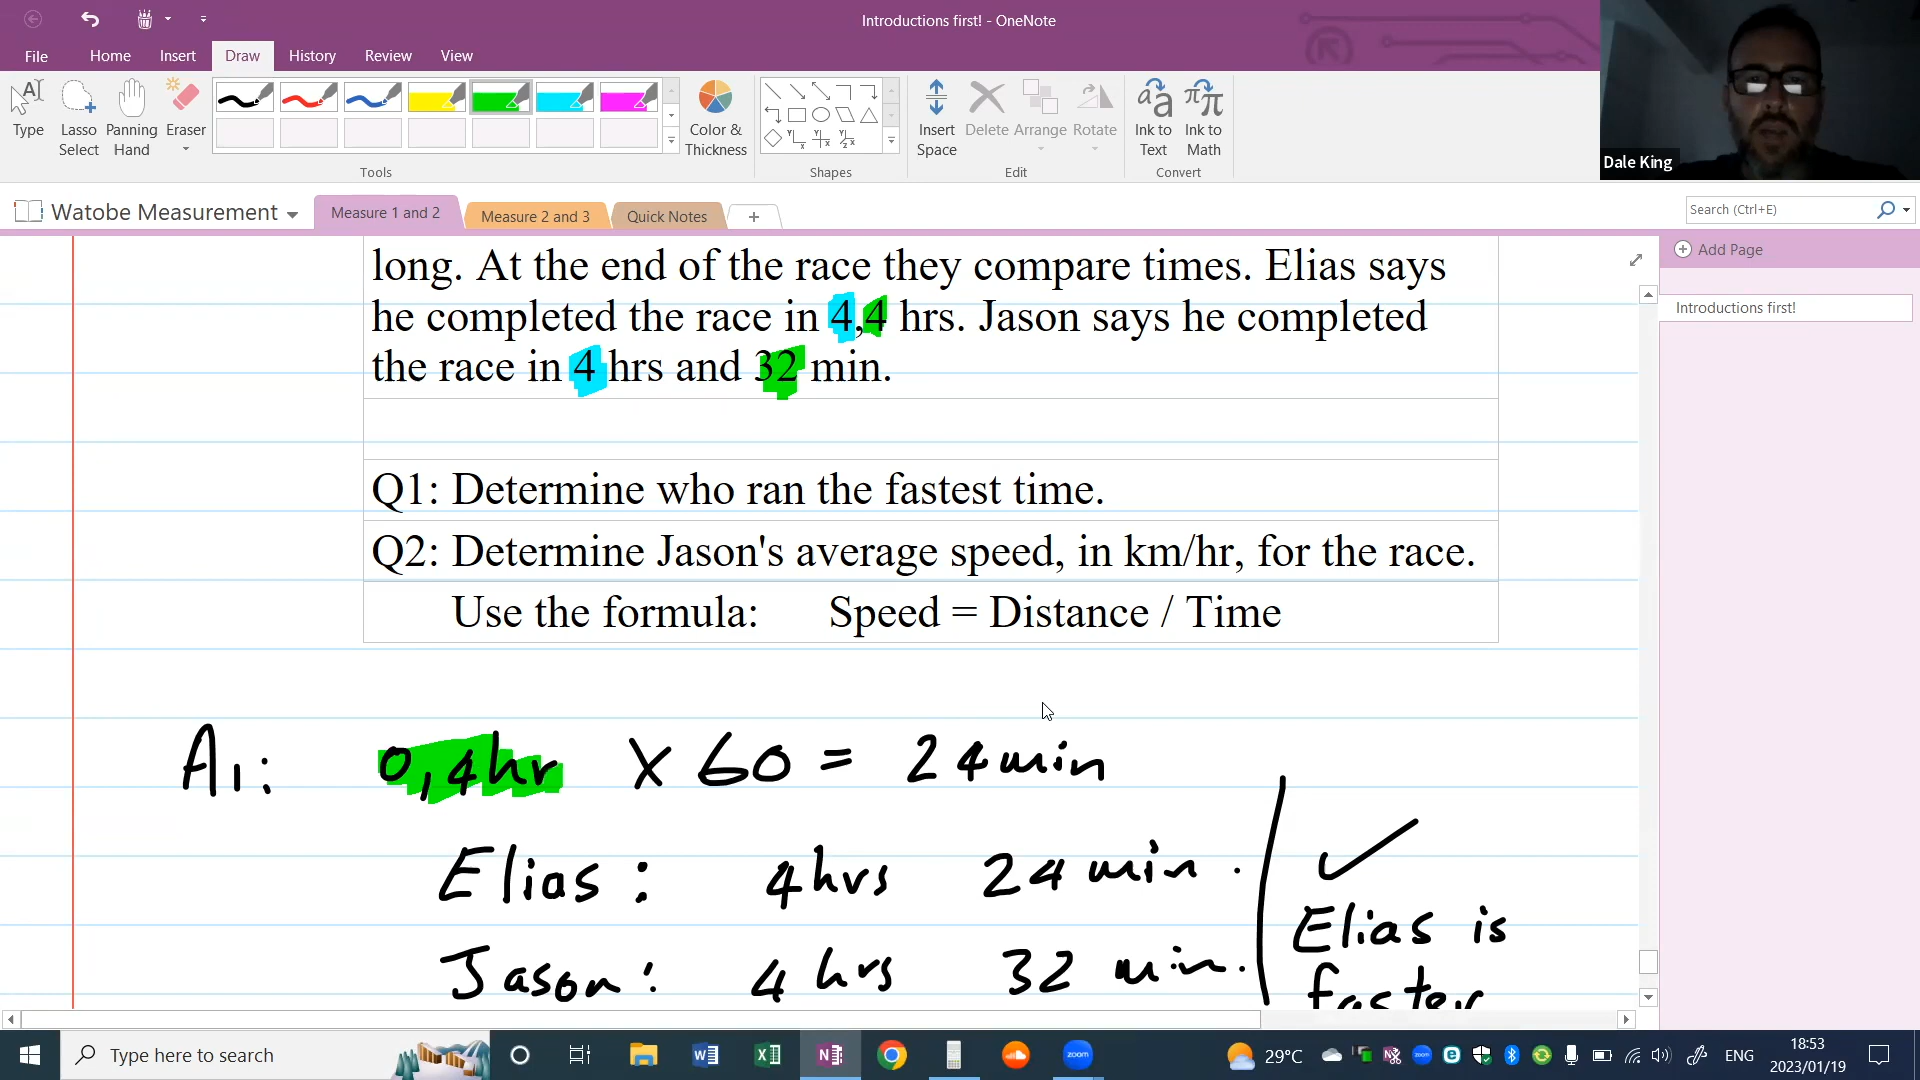 Introductions first! - OneNote
File Home Insert Draw History Review View
Type
Lasso Select
Panning Hand
Eraser
Color & Thickness
Insert Space
Delete
Arrange
Rotate
Ink to Text
Ink to Math
Tools
Shapes
Edit
Convert
Dale King
Watobe Measurement
Measure 1 and 2
Measure 2 and 3
Quick Notes
Search (Ctrl+E)
Add Page
Introductions first!
long. At the end of the race they compare times. Elias says
he completed the race in 4,4 hrs. Jason says he completed
the race in 4 hrs and 32 min.
Q1: Determine who ran the fastest time.
Q2: Determine Jason's average speed, in km/hr, for the race.
Use the formula: Speed = Distance / Time
A1: 0,4hr x 60 = 24min
Elias: 4hrs 24 min.
Jason: 4 hrs 32 min.
Elias is
faster
Type here to search
zoom
29°C
ENG
18:53
2023/01/19